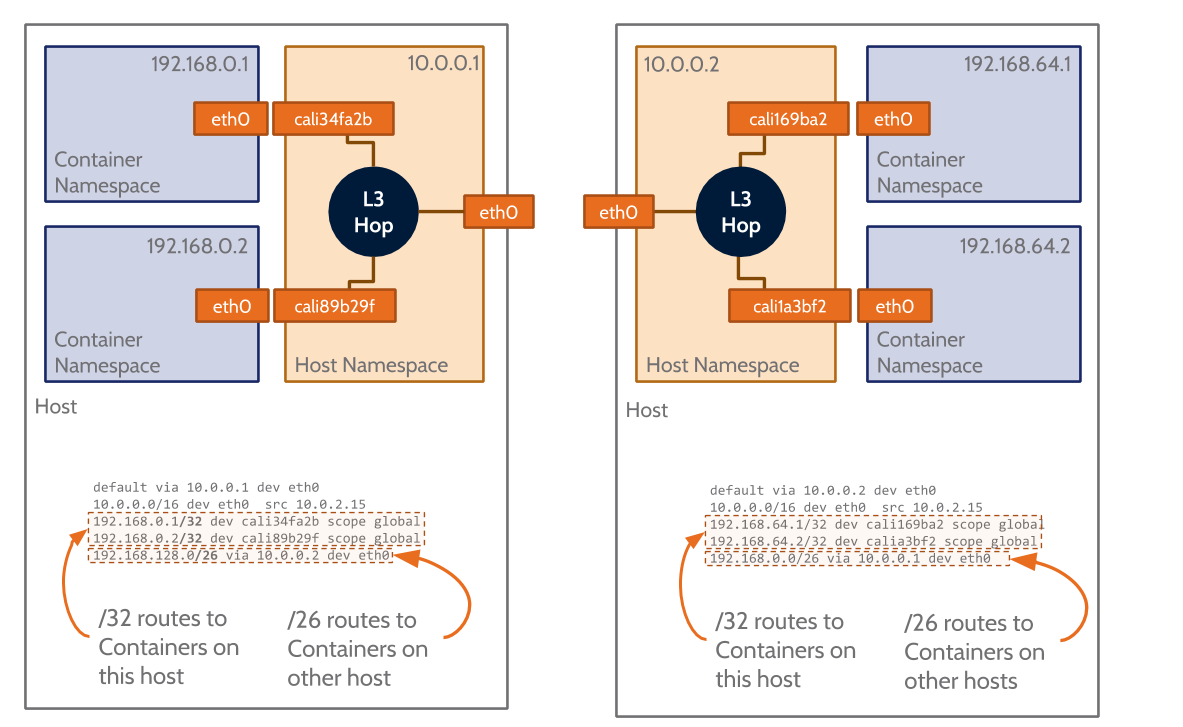 192.168.0.1
eth0
cali34fa2b
Container
Namespace
192.168.0.2
eth0
cali89b29f
Container
Namespace
10.0.0.1
L3
Hop
eth0
Host Namespace
Host
default via 10.0.0.1 dev eth0
10.0.0.0/16 dev eth0  src 10.0.2.15
192.168.0.1/32 dev cali34fa2b scope global
192.168.0.2/32 dev cali89b29f scope global
192.168.128.0/26 via 10.0.0.2 dev eth0
/32 routes to
Containers on
this host
/26 routes to
Containers on
other host
10.0.0.2
eth0
L3
Hop
cali169ba2
cali1a3bf2
Host Namespace
192.168.64.1
eth0
Container
Namespace
192.168.64.2
eth0
Container
Namespace
Host
default via 10.0.0.2 dev eth0
10.0.0.0/16 dev eth0  src 10.0.2.15
192.168.64.1/32 dev cali169ba2 scope global
192.168.64.2/32 dev calia3bf2 scope global
192.168.0.0/26 via 10.0.0.1 dev eth0
/32 routes to
Containers on
this host
/26 routes to
Containers on
other hosts